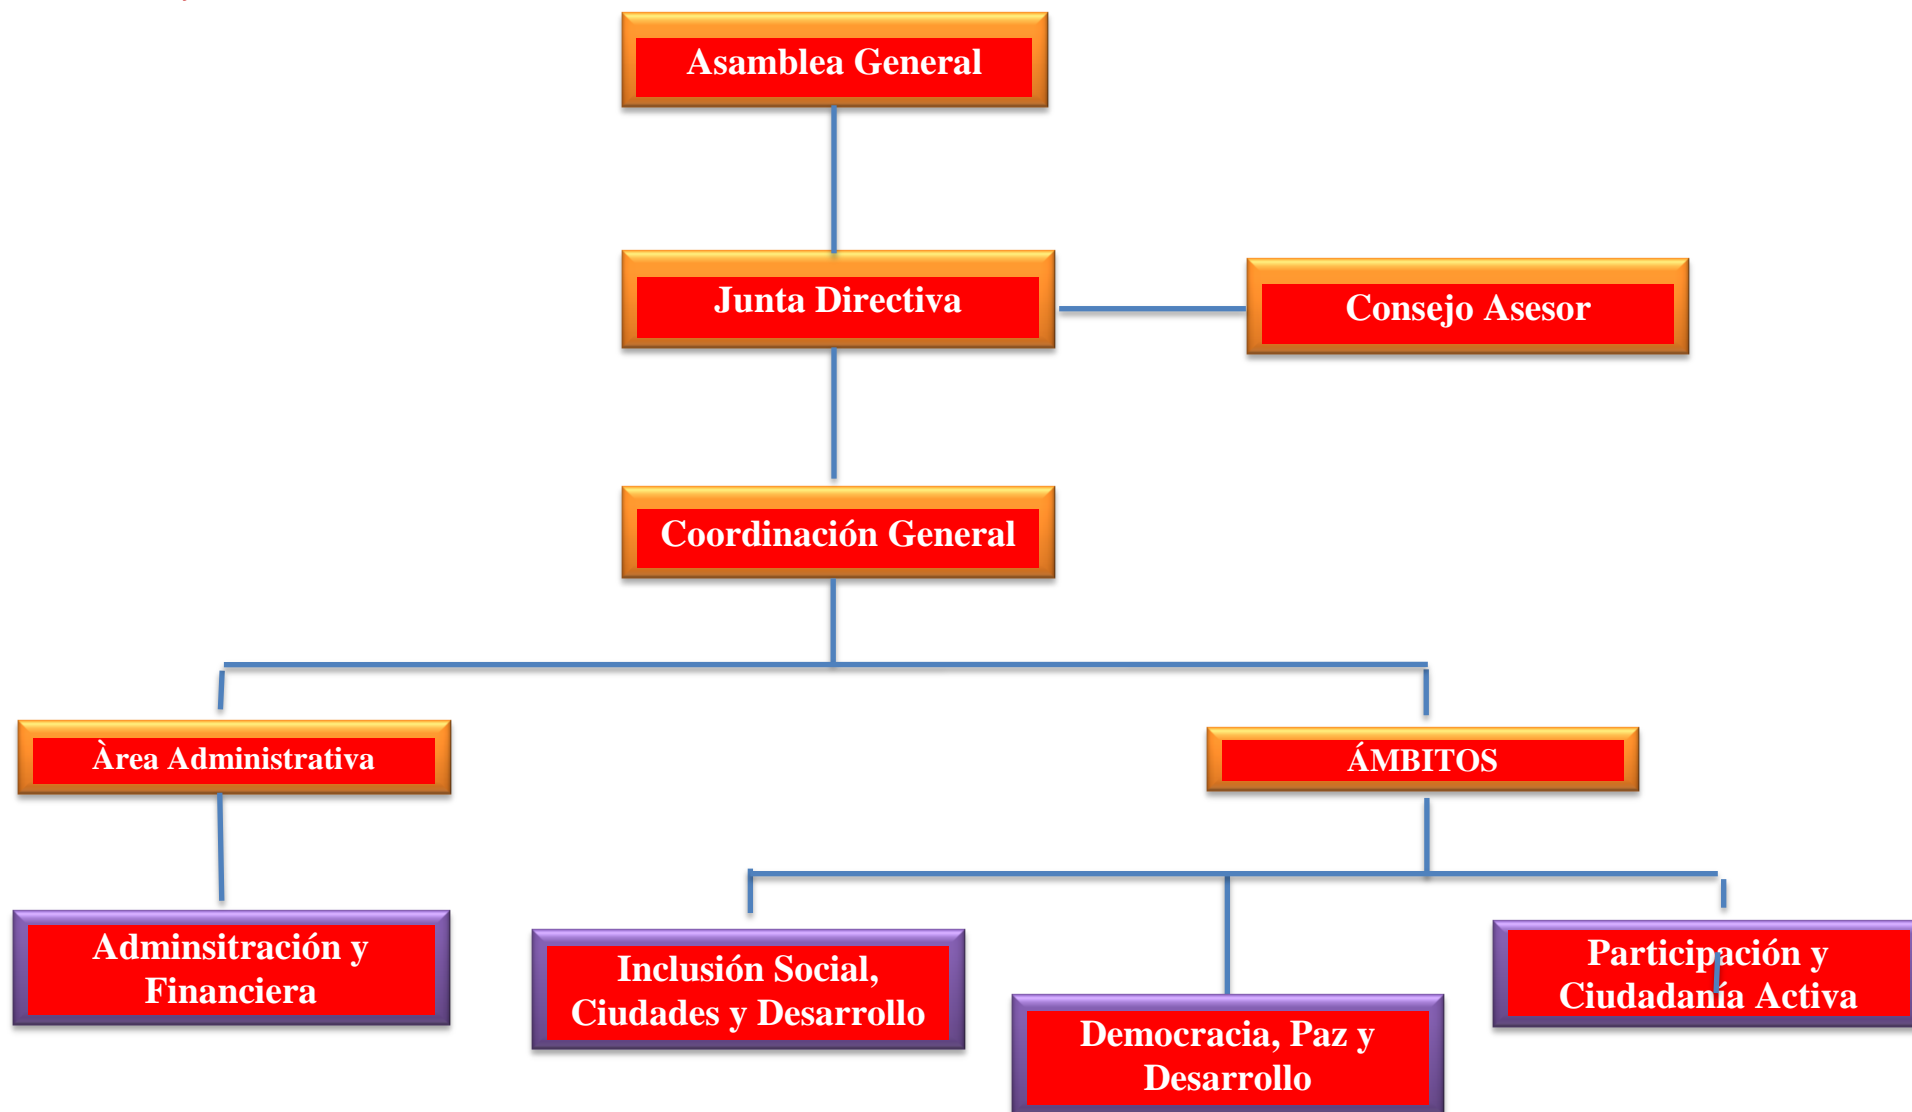 Asamblea General
Junta Directiva
Consejo Asesor
Coordinación General
Àrea Administrativa
ÁMBITOS
Adminsitración y
Financiera
Inclusión Social,
Ciudades y Desarrollo
Democracia, Paz y
Desarrollo
Participación y
Ciudadanía Activa